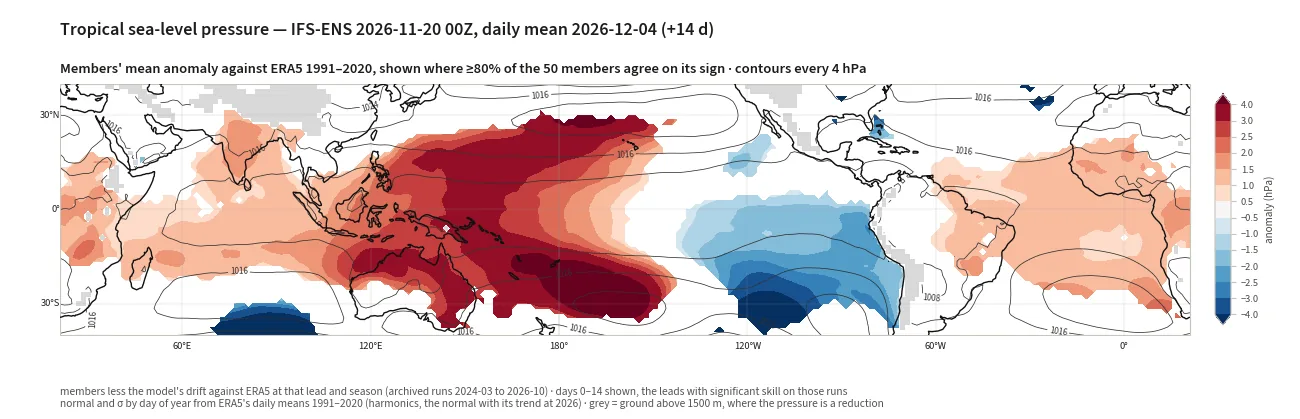 Tropical sea-level pressure — IFS-ENS 2026-11-20 00Z, daily mean 2026-12-04 (+14 d)
Members' mean anomaly against ERA5 1991–2020, shown where ≥80% of the 50 members agree on its sign · contours every 4 hPa
1016
1024
1016
1016
30°N
1016
1016
1016
1016
0°
1016
1016
30°S
1008
1016
1016
1016
1016
60°E
120°E
180°
120°W
60°W
0°
4.0
3.0
2.5
2.0
1.5
1.0
0.5
−0.5
−1.0
−1.5
−2.0
−2.5
−3.0
−4.0
anomaly (hPa)
members less the model's drift against ERA5 at that lead and season (archived runs 2024-03 to 2026-10) · days 0–14 shown, the leads with significant skill on those runs
normal and σ by day of year from ERA5's daily means 1991–2020 (harmonics, the normal with its trend at 2026) · grey = ground above 1500 m, where the pressure is a reduction